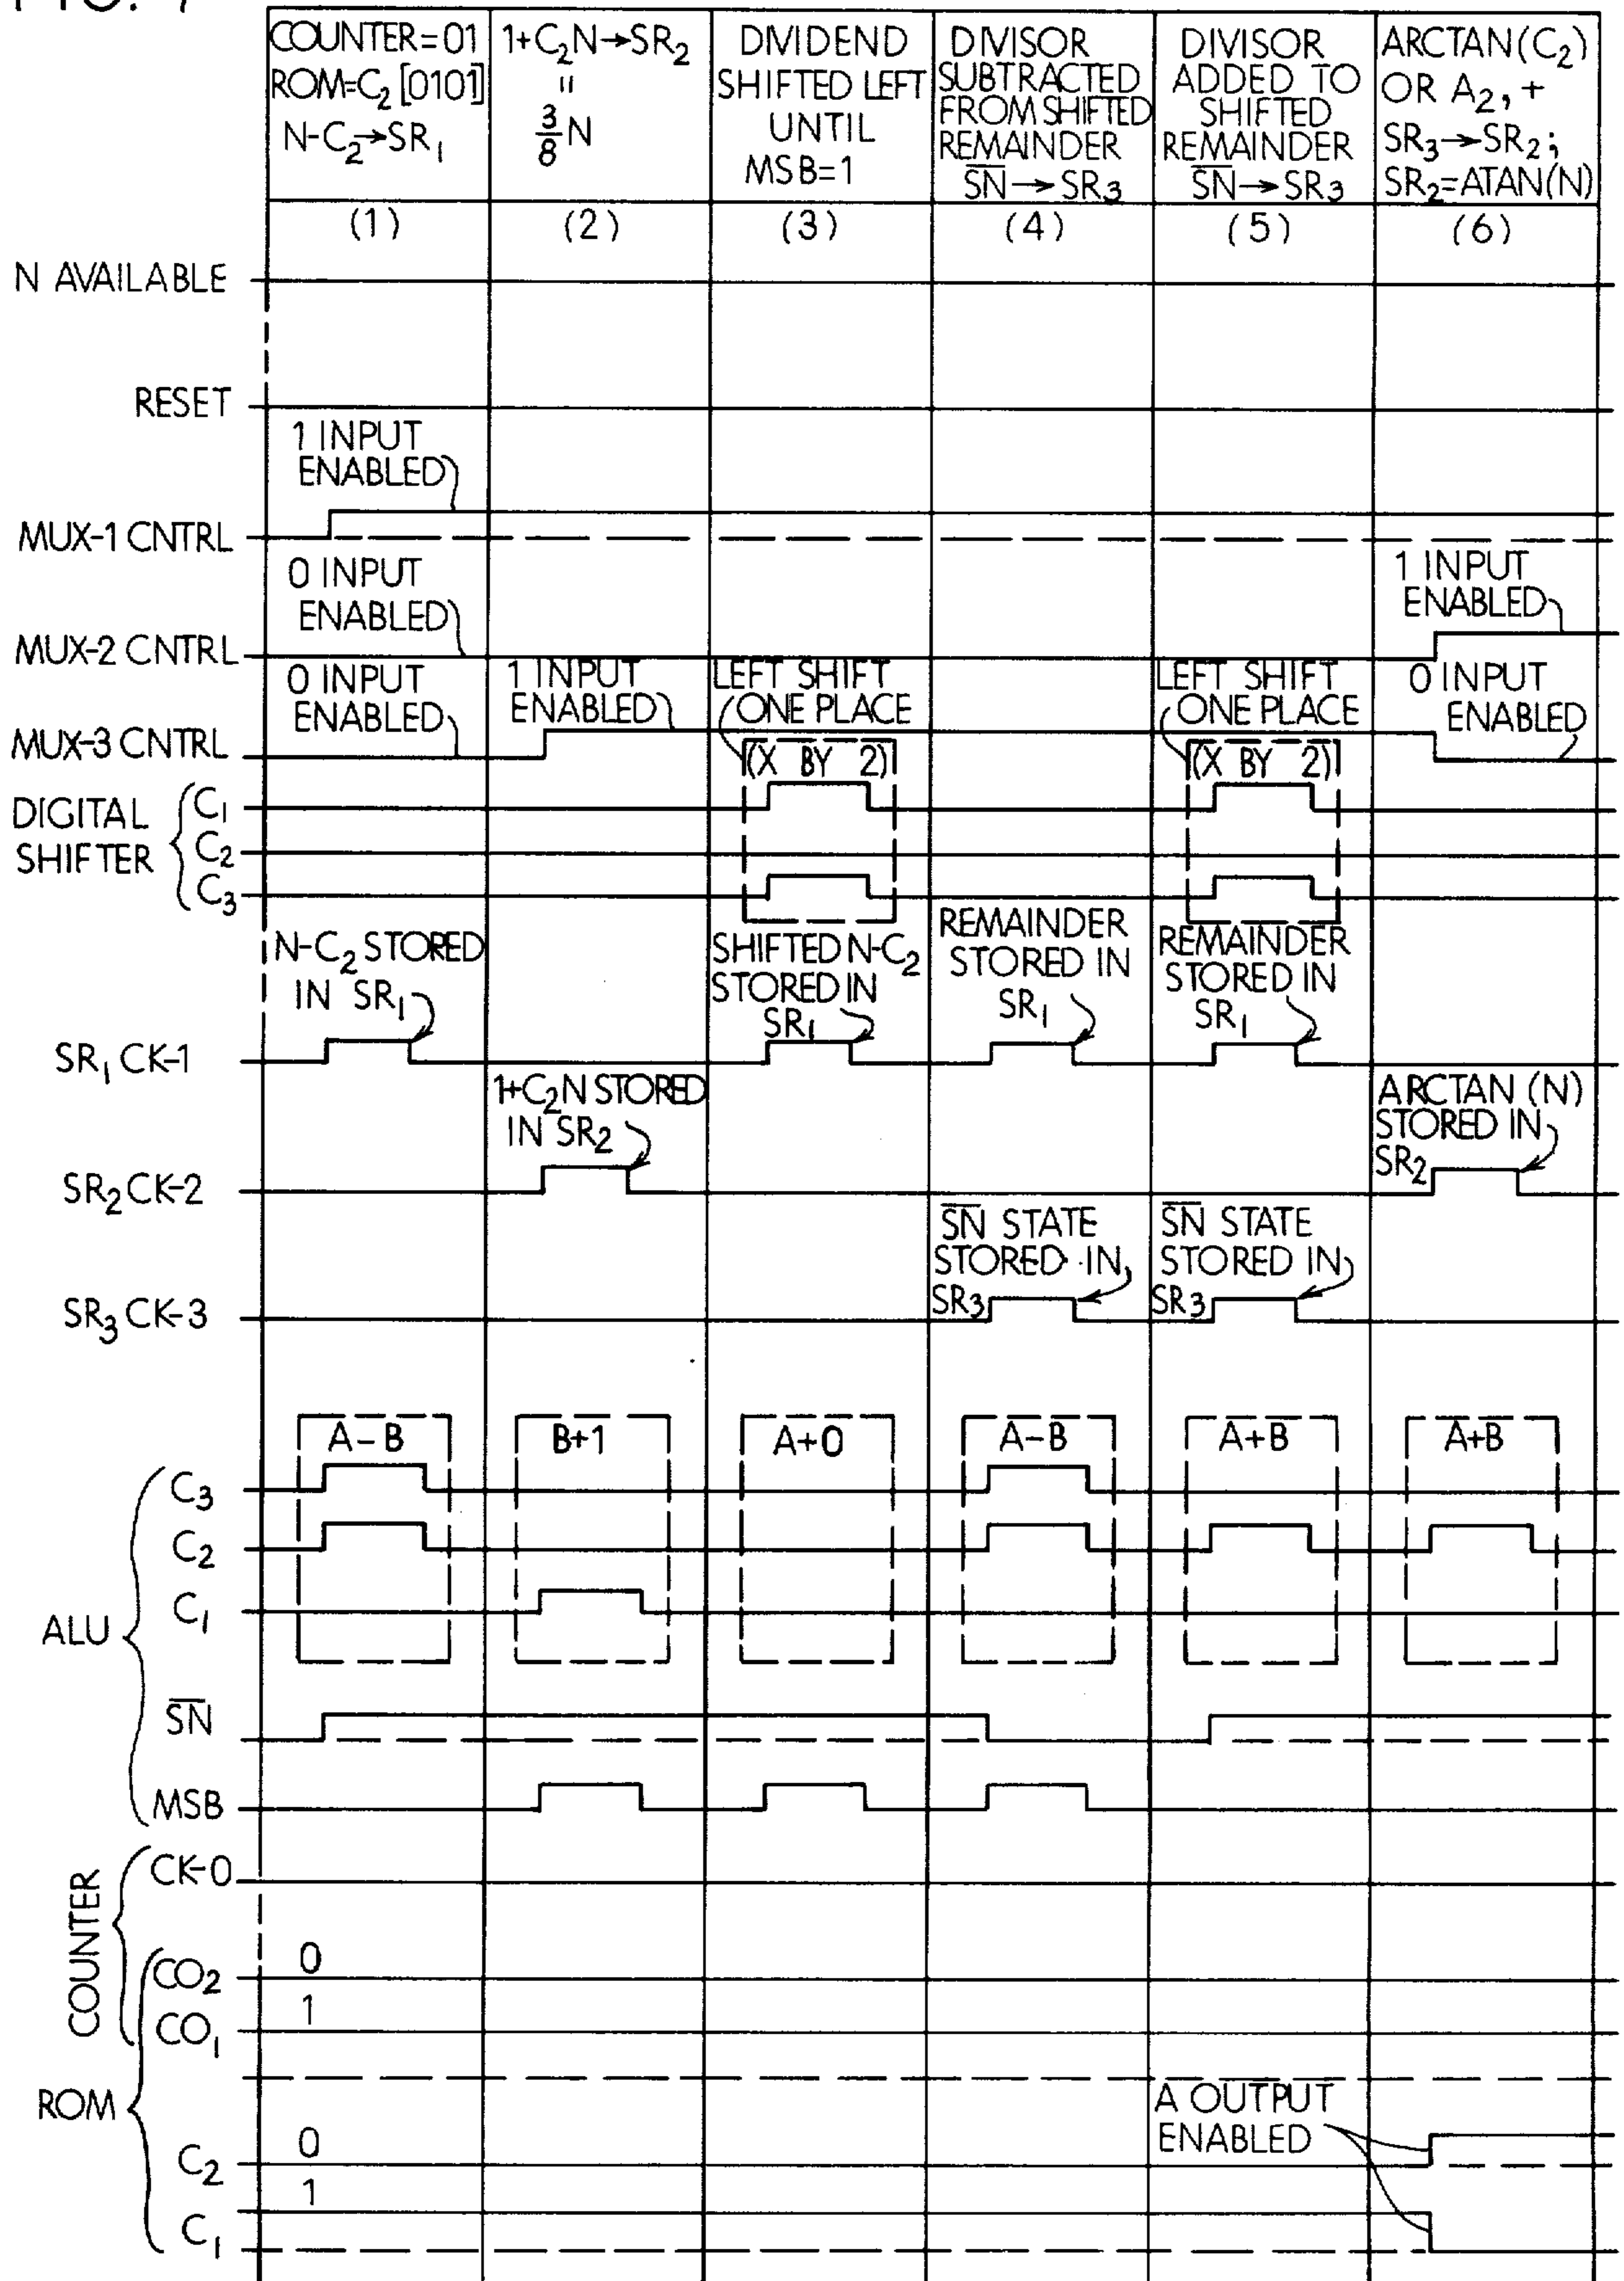 COUNTER=01
ROM=C2 [0101]
N-C2→SR1
1+C2N→SR2
"
3/8 N
DIVIDEND
SHIFTED LEFT
UNTIL
MSB=1
DIVISOR
SUBTRACTED
FROM SHIFTED
REMAINDER
S̅N̅→SR3
DIVISOR
ADDED TO
SHIFTED
REMAINDER
S̅N̅→SR3
ARCTAN(C2)
OR A2, +
SR3→SR2;
SR2=ATAN(N)
(1) (2) (3) (4) (5) (6)
N AVAILABLE
RESET
1 INPUT
ENABLED
MUX-1 CNTRL
0 INPUT
ENABLED
1 INPUT
ENABLED
MUX-2 CNTRL
0 INPUT
ENABLED
1 INPUT
ENABLED
LEFT SHIFT
ONE PLACE
(X BY 2)
LEFT SHIFT
ONE PLACE
(X BY 2)
0 INPUT
ENABLED
MUX-3 CNTRL
DIGITAL
SHIFTER
C1
C2
C3
N-C2 STORED
IN SR1
SHIFTED N-C2
STORED IN
SR1
REMAINDER
STORED IN
SR1
REMAINDER
STORED IN
SR1
SR1 CK-1
1+C2N STORED
IN SR2
ARCTAN (N)
STORED IN
SR2
SR2 CK-2
S̅N̅ STATE
STORED IN
SR3
S̅N̅ STATE
STORED IN
SR3
SR3 CK-3
A-B B+1 A+0 A-B A+B A+B
ALU
C3
C2
C1
S̅N̅
MSB
COUNTER
CK-0
CO2 0
CO1 1
ROM
A OUTPUT
ENABLED
C2 0
C1 1